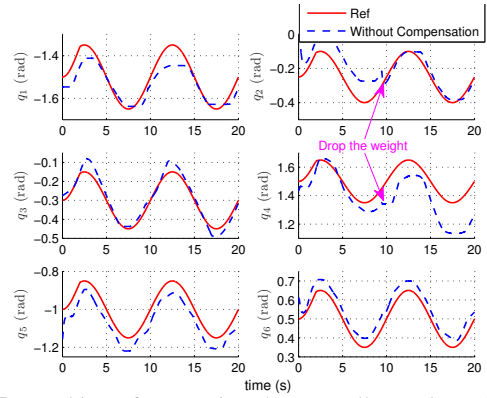 Ref
Without Compensation
q1 (rad)
−1.4
−1.6
0 5 10 15 20
q2 (rad)
0
−0.2
−0.4
0 5 10 15 20
Drop the weight
q3 (rad)
−0.1
−0.2
−0.3
−0.4
−0.5
0 5 10 15 20
q4 (rad)
1.6
1.4
1.2
0 5 10 15 20
q5 (rad)
−0.8
−1
−1.2
0 5 10 15 20
q6 (rad)
0.7
0.6
0.5
0.4
0.3
0 5 10 15 20
time (s)